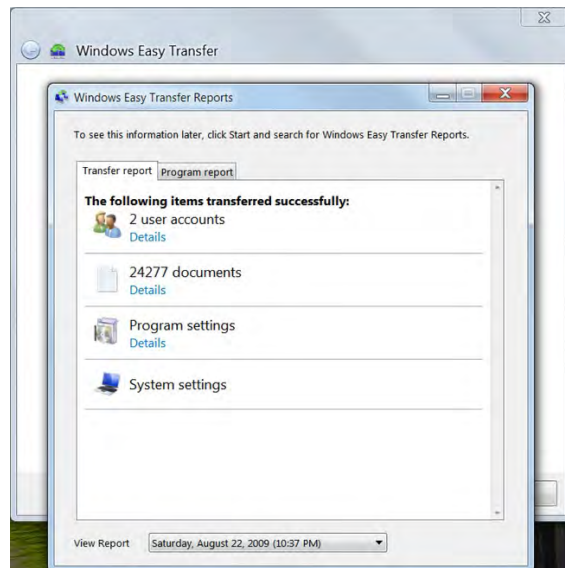 Windows Easy Transfer
Windows Easy Transfer Reports
To see this information later, click Start and search for Windows Easy Transfer Reports.
Transfer report
Program report
The following items transferred successfully:
2 user accounts
Details
24277 documents
Details
Program settings
Details
System settings
View Report
Saturday, August 22, 2009 (10:37 PM)